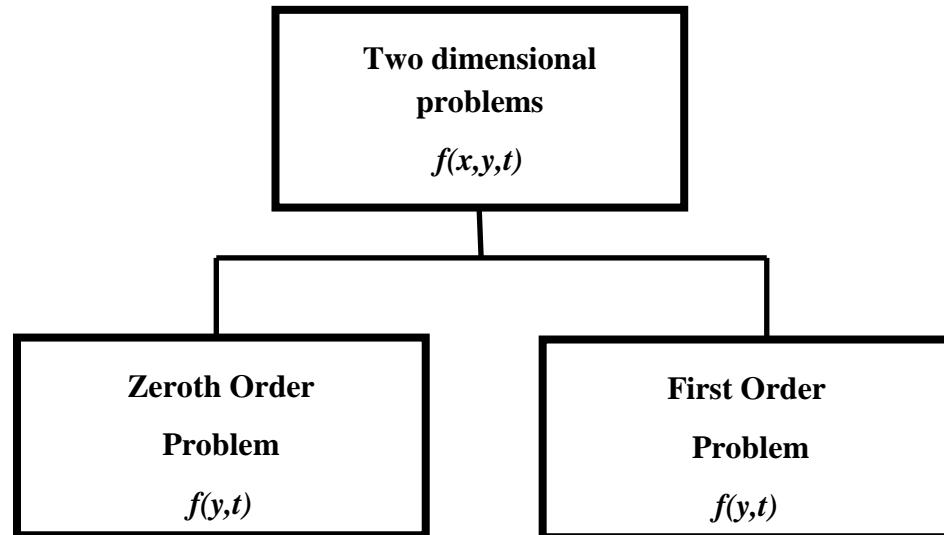 Two dimensional
problems
f(x,y,t)
Zeroth Order
Problem
f(y,t)
First Order
Problem
f(y,t)